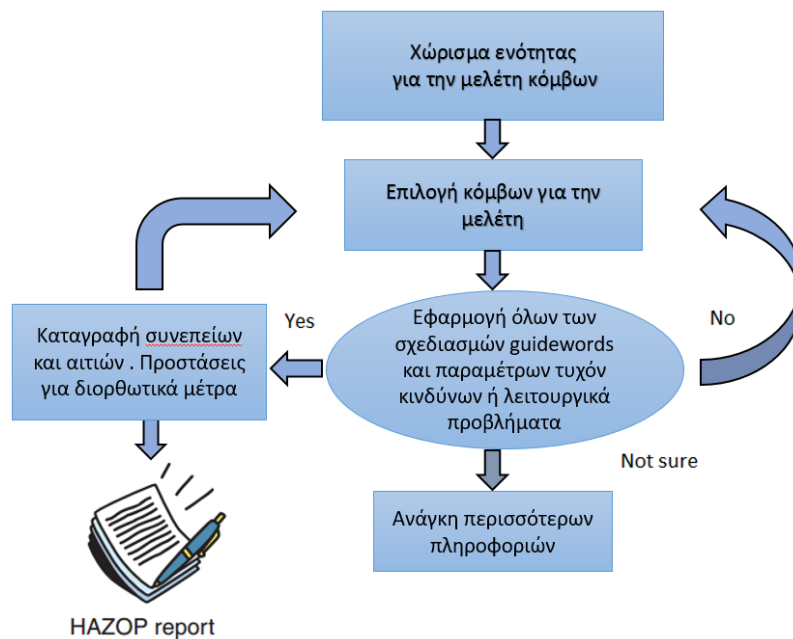 Χώρισμα ενότητας
για την μελέτη κόμβων
Επιλογή κόμβων για την
μελέτη
Καταγραφή συνεπείων
και αιτιών . Προστάσεις
για διορθωτικά μέτρα
Yes
Εφαρμογή όλων των
σχεδιασμών guidewords
και παραμέτρων τυχόν
κινδύνων ή λειτουργικά
προβλήματα
No
Not sure
Ανάγκη περισσότερων
πληροφοριών
HAZOP report